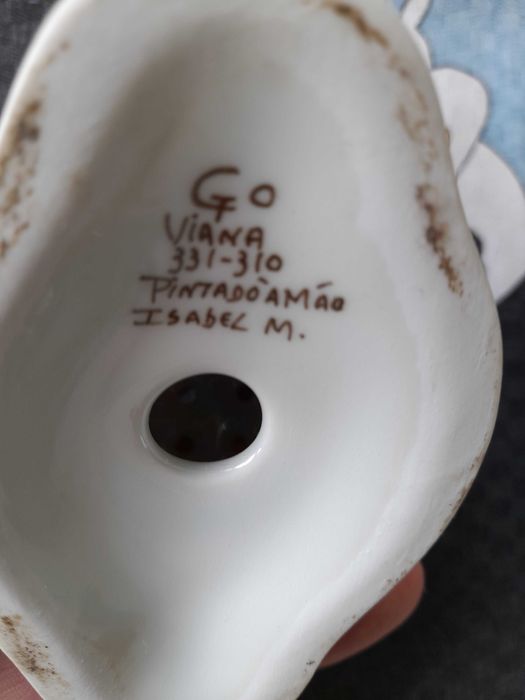 Go
VIANA
331-310
PINTADO À MÃO
ISABEL M.